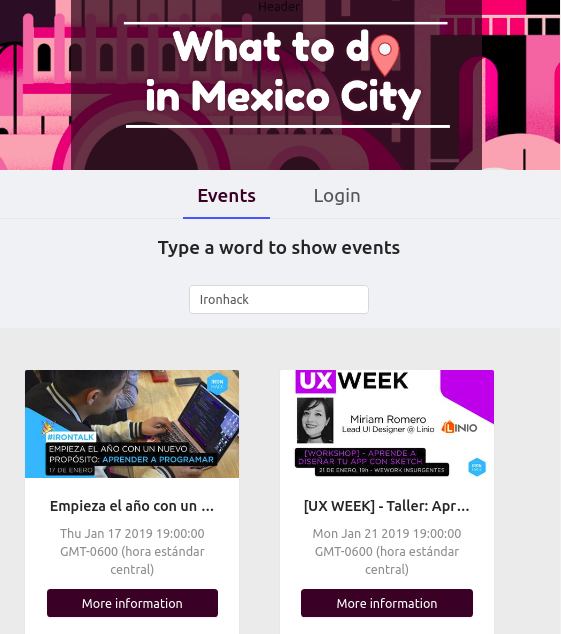 Header
What to do
in Mexico City
Events
Login
Type a word to show events
Ironhack
IRON
HACK
#IRONTALK
EMPIEZA EL AÑO CON UN NUEVO
PROPÓSITO: APRENDER A PROGRAMAR
17 DE ENERO
Empieza el año con un ...
Thu Jan 17 2019 19:00:00
GMT-0600 (hora estándar
central)
More information
UX WEEK
Miriam Romero
Lead UI Designer @ Linio
LINIO
[WORKSHOP] - APRENDE A
DISEÑAR TU APP CON SKETCH
21 DE ENERO, 19h - WEWORK INSURGENTES
IRON
HACK
[UX WEEK] - Taller: Apr...
Mon Jan 21 2019 19:00:00
GMT-0600 (hora estándar
central)
More information